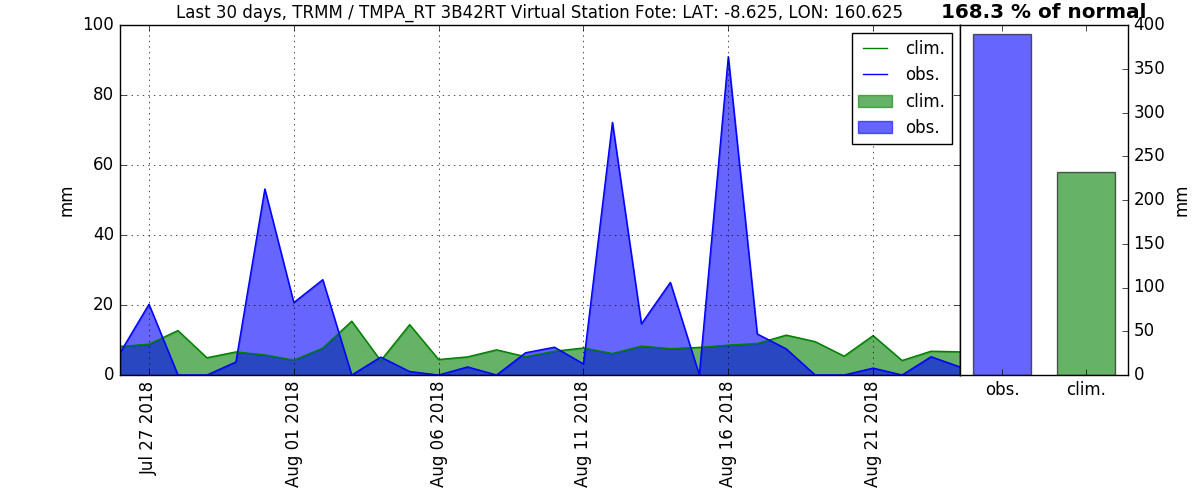 Last 30 days, TRMM / TMPA_RT 3B42RT Virtual Station Fote: LAT: -8.625, LON: 160.625
168.3 % of normal
100
80
60
40
20
0
mm
clim.
obs.
clim.
obs.
Jul 27 2018
Aug 01 2018
Aug 06 2018
Aug 11 2018
Aug 16 2018
Aug 21 2018
400
350
300
250
200
150
100
50
0
mm
obs.
clim.